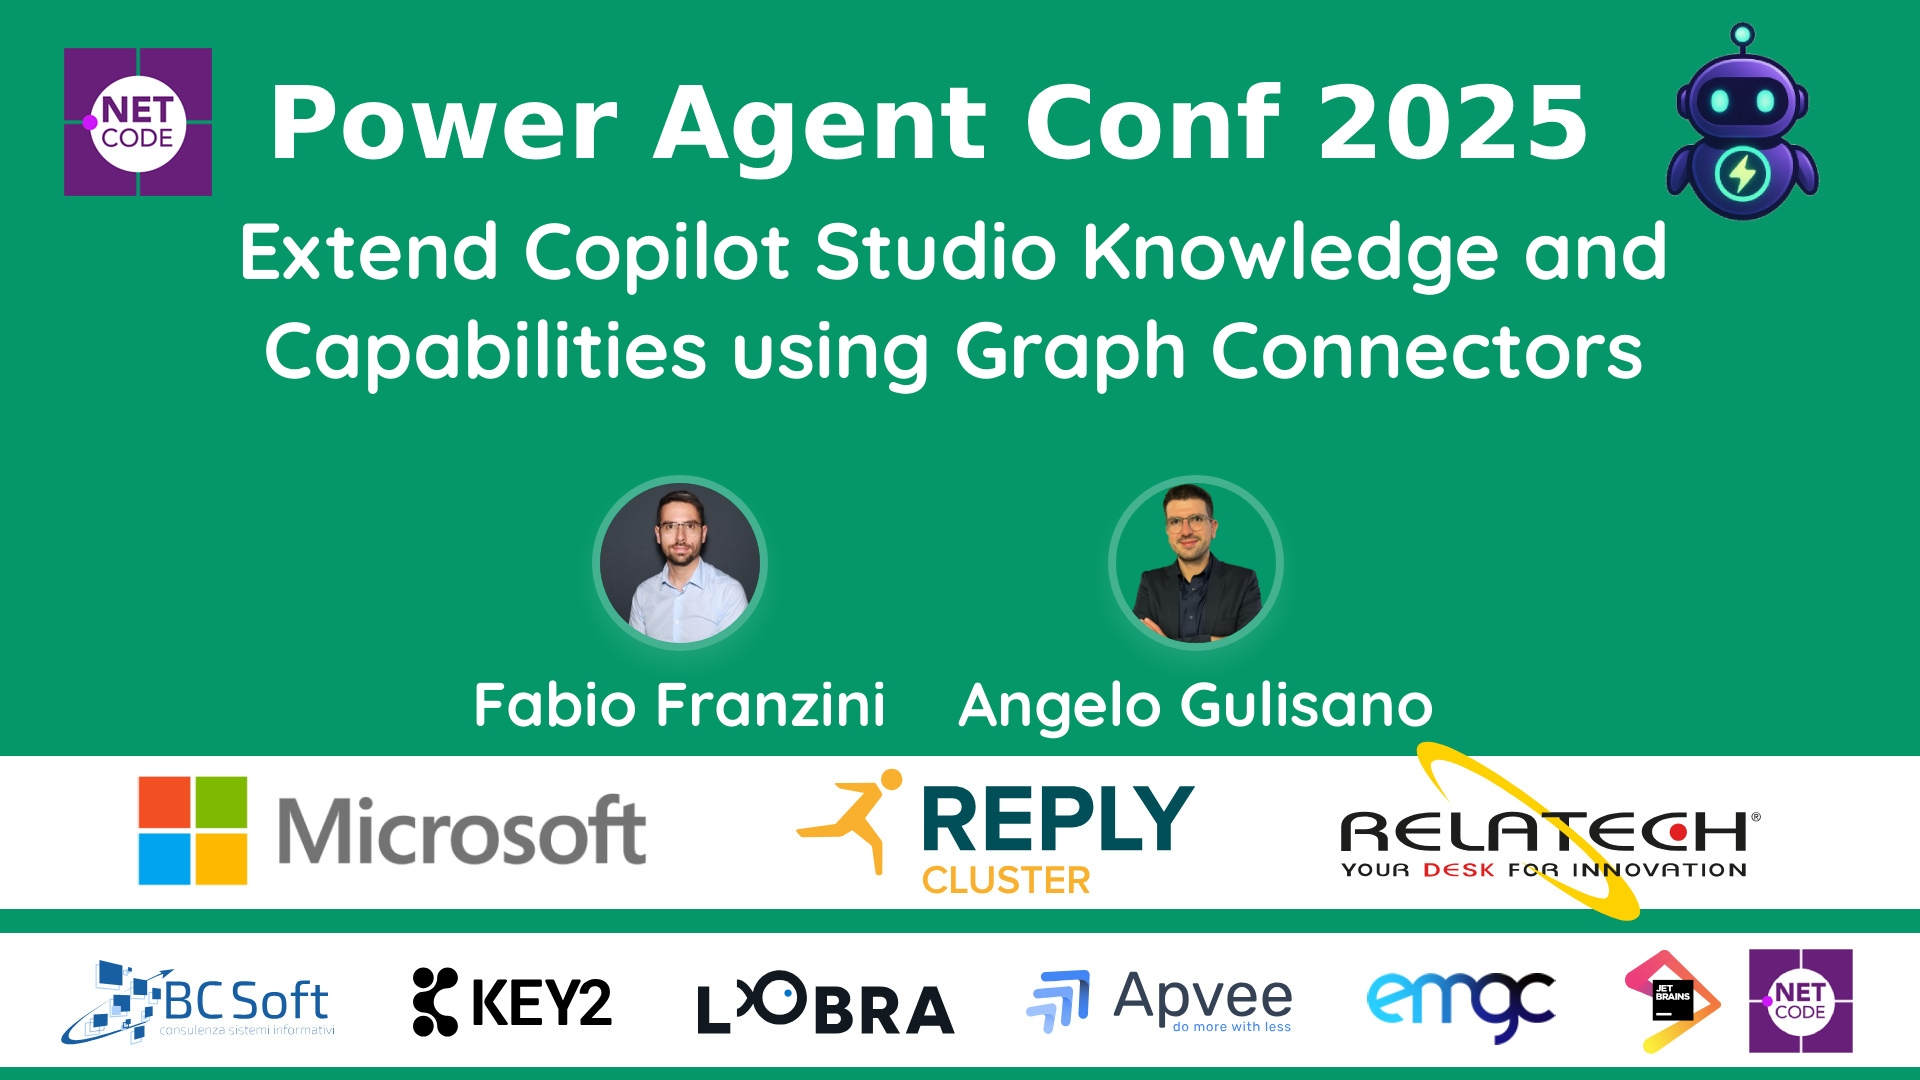 NET
CODE
Power Agent Conf 2025
Extend Copilot Studio Knowledge and
Capabilities using Graph Connectors
Fabio Franzini
Angelo Gulisano
Microsoft
REPLY
CLUSTER
RELATECH®
YOUR DESK FOR INNOVATION
BC Soft
consulenza sistemi informativi
KEY2
LOBRA
Apvee
do more with less
emgc
JET
BRAINS
NET
CODE